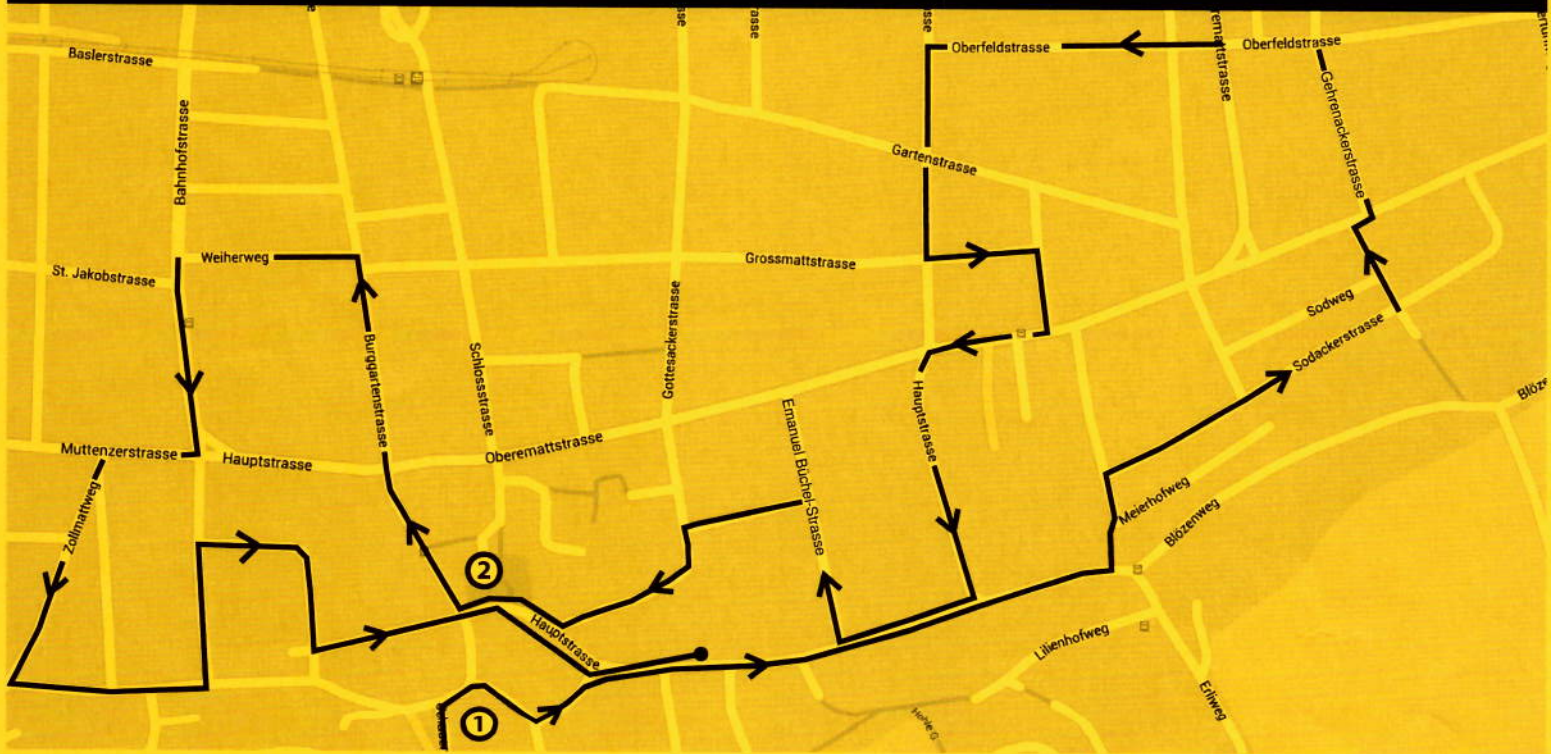 Baslerstrasse
Oberfeldstrasse
Oberfeldstrasse
Bahnhofstrasse
Gehrenackerstrasse
Gartenstrasse
St. Jakobstrasse
Weiherweg
Grossmattstrasse
Sodweg
Sodackerstrasse
Burggartenstrasse
Schlossstrasse
Gottesackerstrasse
Hauptstrasse
Emanuel Büchel-Strasse
Muttenzerstrasse
Hauptstrasse
Oberemattstrasse
Zollmattweg
Meierhofweg
Blözenweg
2
Hauptstrasse
Lilienhofweg
Erliweg
Hohle G
1